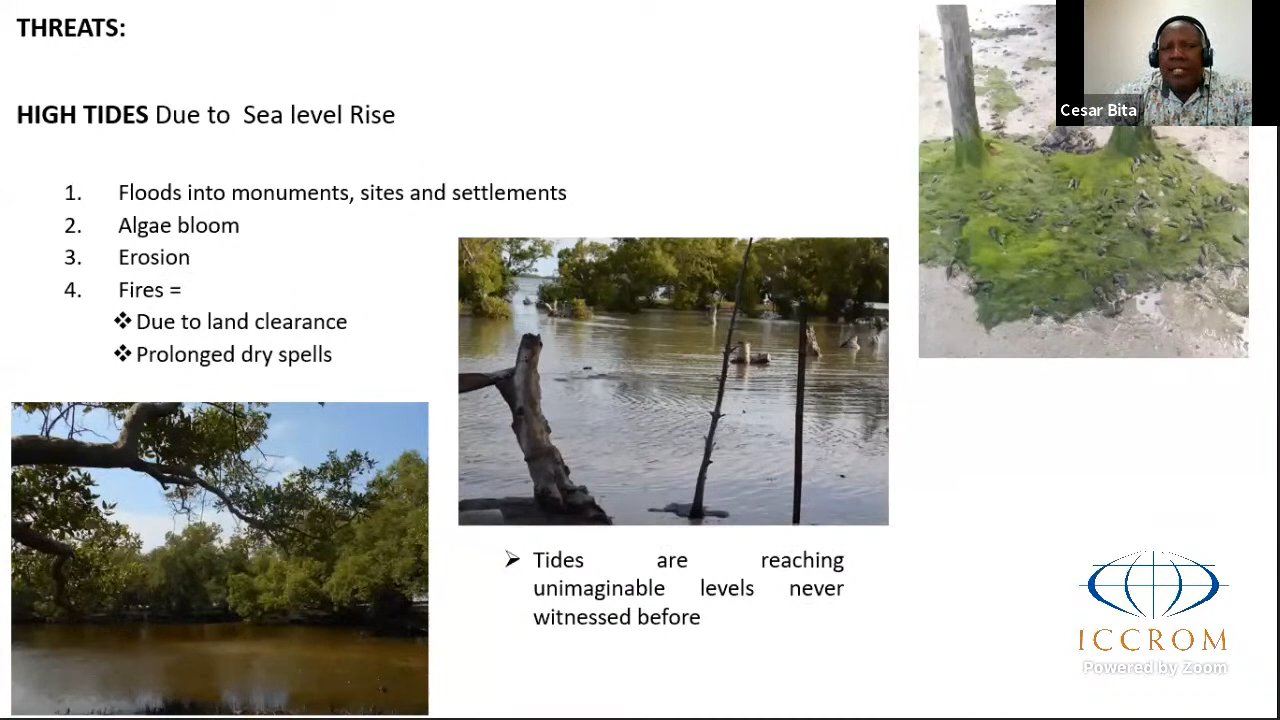 THREATS:
HIGH TIDES Due to Sea level Rise
1. Floods into monuments, sites and settlements
2. Algae bloom
3. Erosion
4. Fires =
❖ Due to land clearance
❖ Prolonged dry spells
➢ Tides are reaching
unimaginable levels never
witnessed before
Cesar Bita
ICCROM
Powered by Zoom